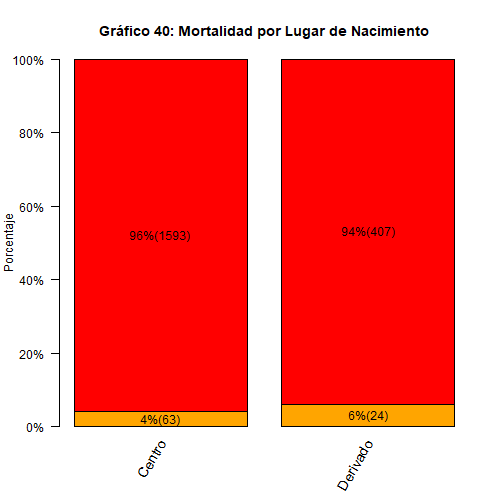 Gráfico 40: Mortalidad por Lugar de Nacimiento
Porcentaje
100%
80%
60%
40%
20%
0%
96%(1593)
94%(407)
4%(63)
6%(24)
Centro
Derivado